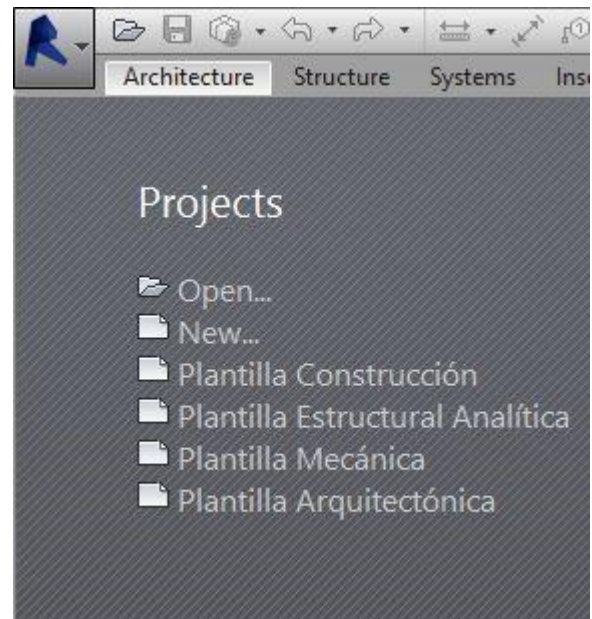 Architecture Structure Systems
Projects
Open...
New...
Plantilla Construcción
Plantilla Estructural Analítica
Plantilla Mecánica
Plantilla Arquitectónica